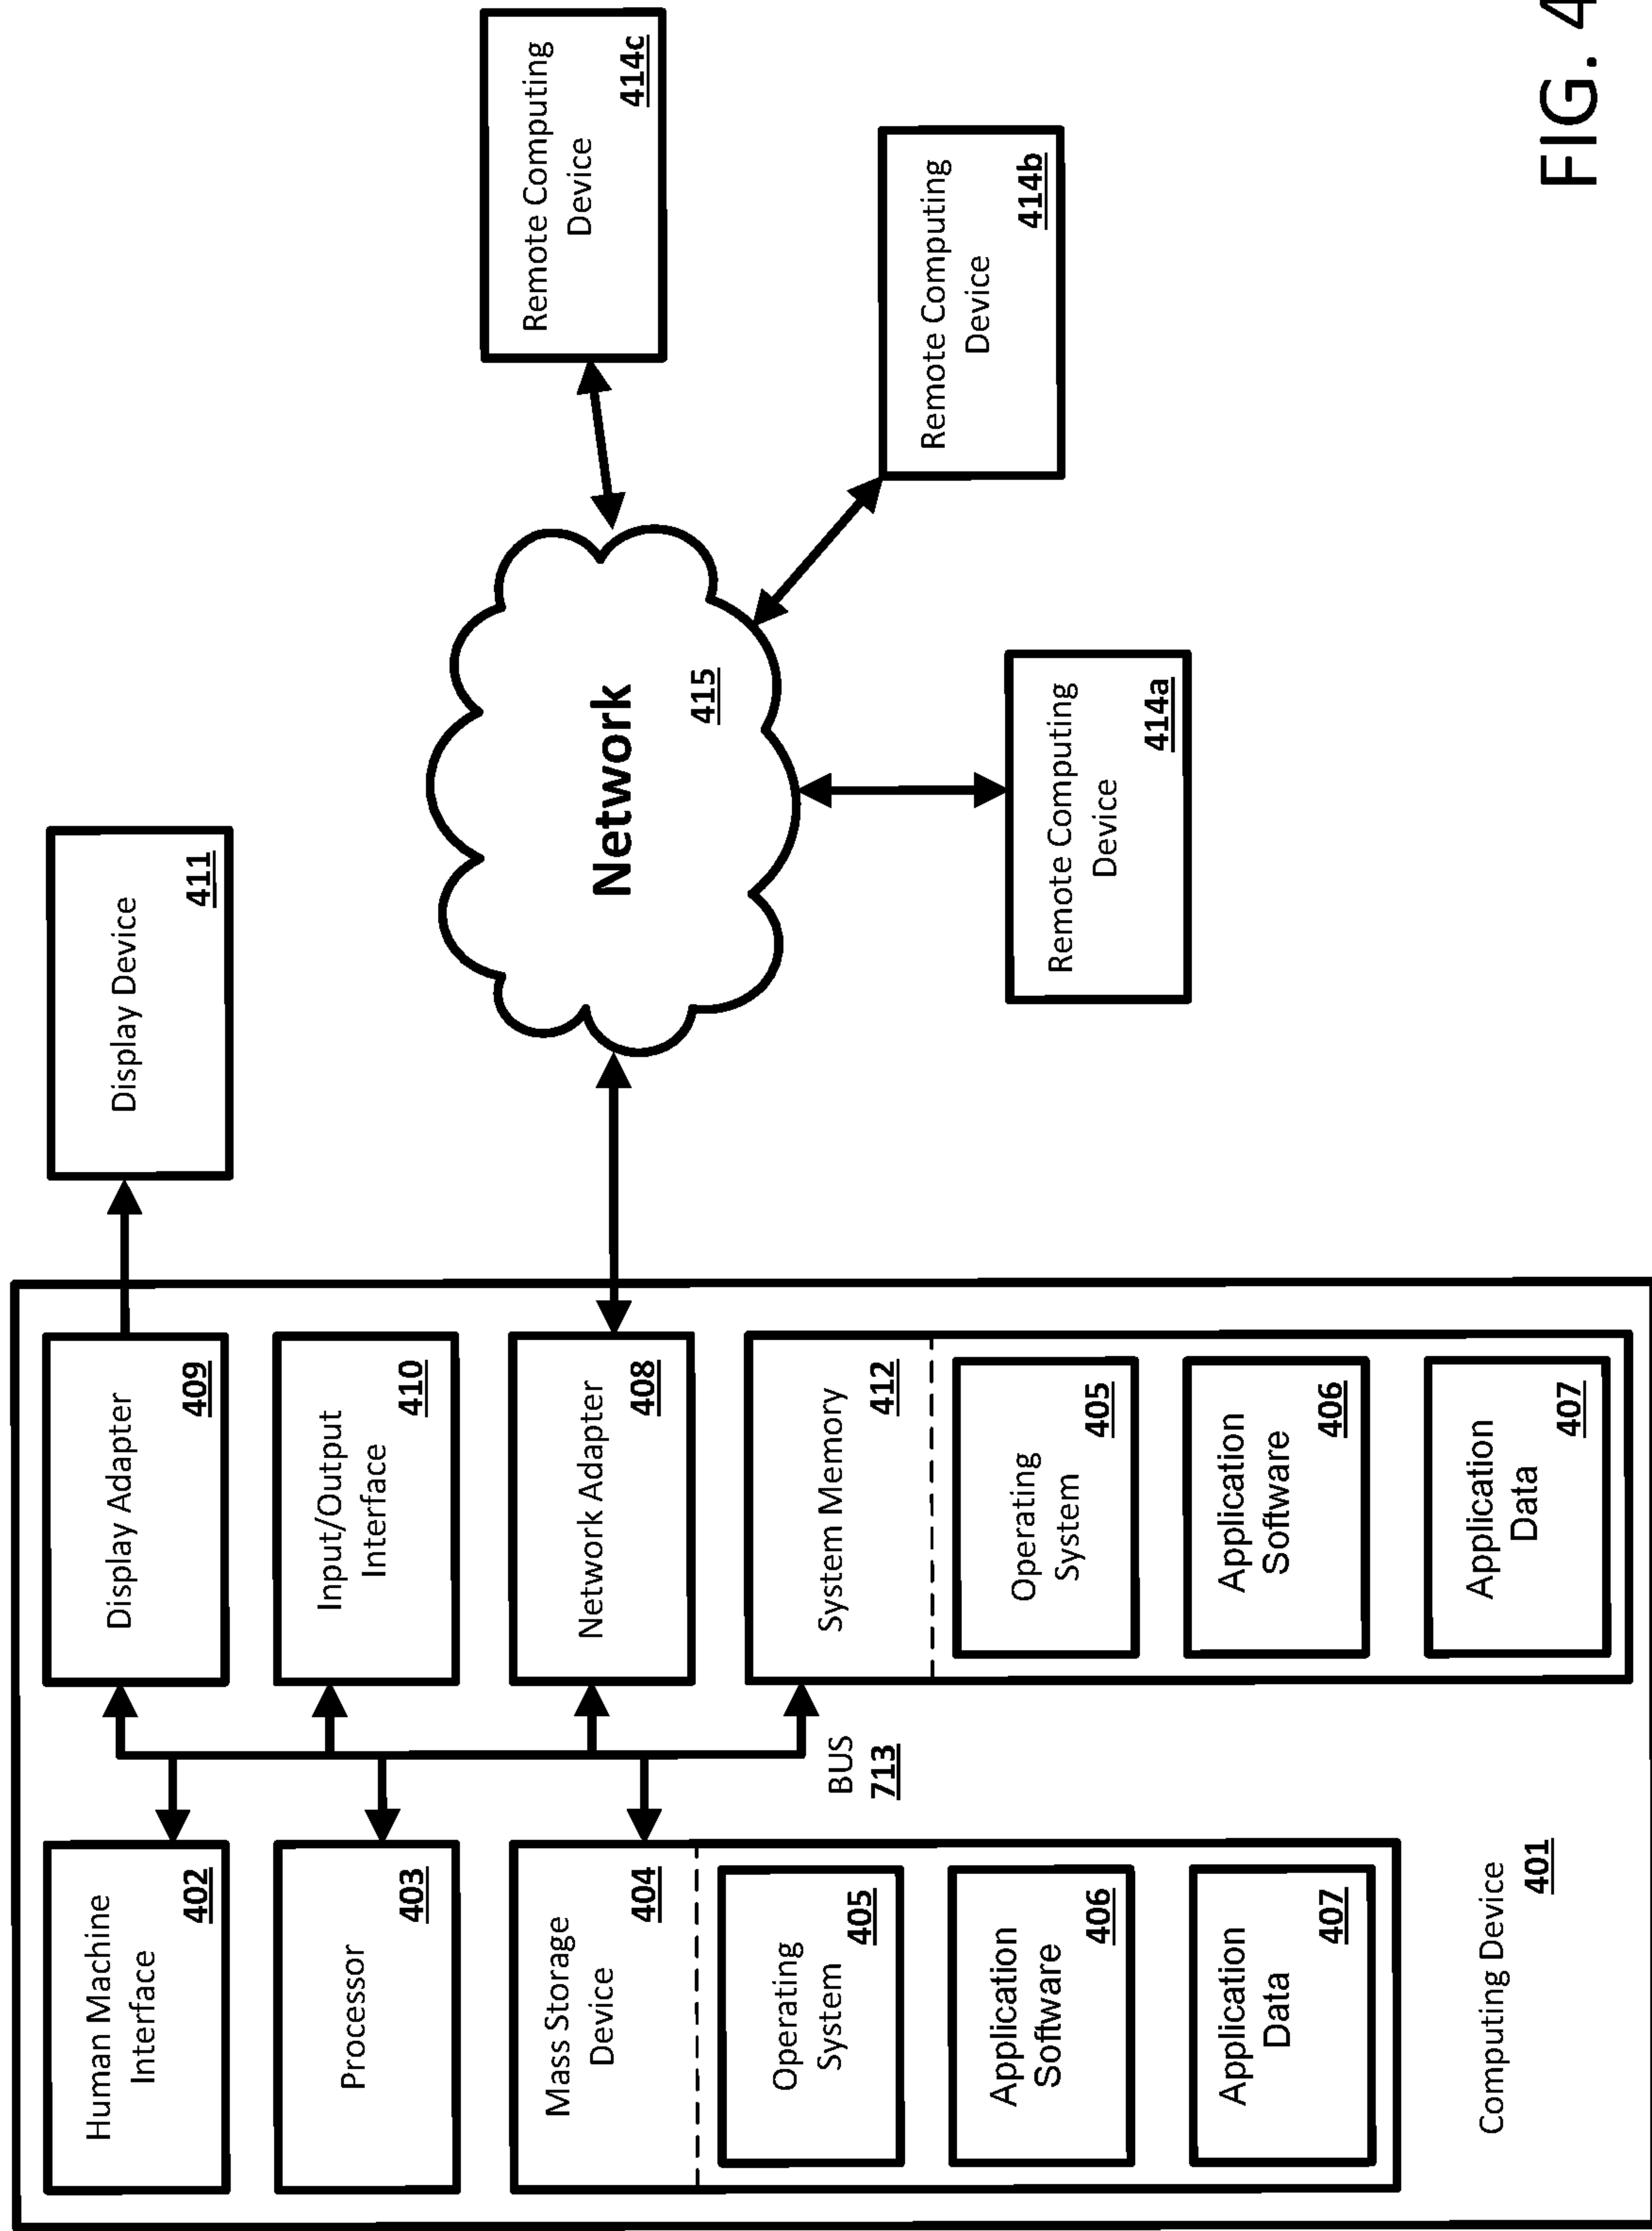 Human Machine
Interface
402
Processor
403
Mass Storage
Device
404
Operating
System
405
Application
Software
406
Application
Data
407
Computing Device
401
Display Adapter
409
Input/Output
Interface
410
Network Adapter
408
System Memory
412
Operating
System
405
Application
Software
406
Application
Data
407
BUS
713
Display Device
411
Network
415
Remote Computing
Device
414a
Remote Computing
Device
414b
Remote Computing
Device
414c
FIG. 4